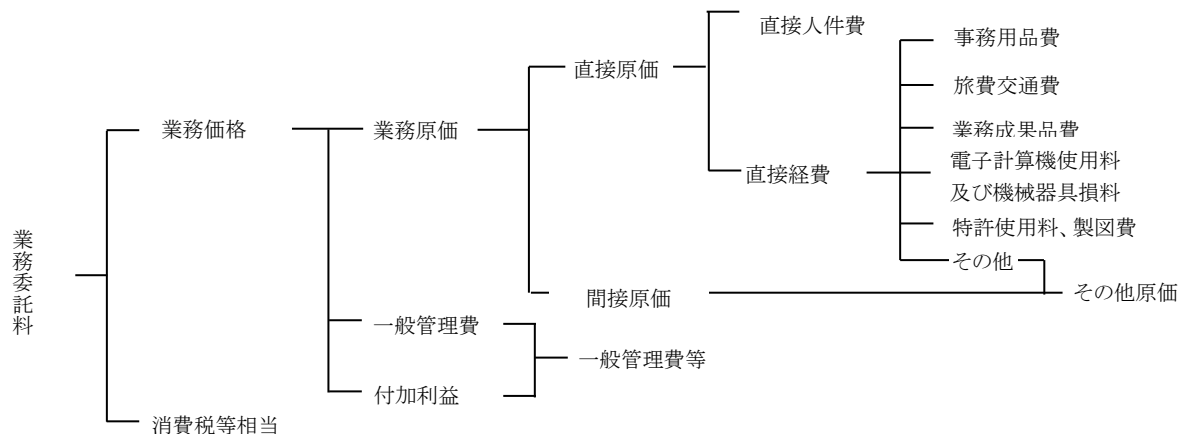 業務委託料
業務価格
消費税等相当
業務原価
一般管理費
付加利益
一般管理費等
直接原価
間接原価
直接人件費
直接経費
事務用品費
旅費交通費
業務成果品費
電子計算機使用料
及び機械器具損料
特許使用料、製図費
その他
その他原価